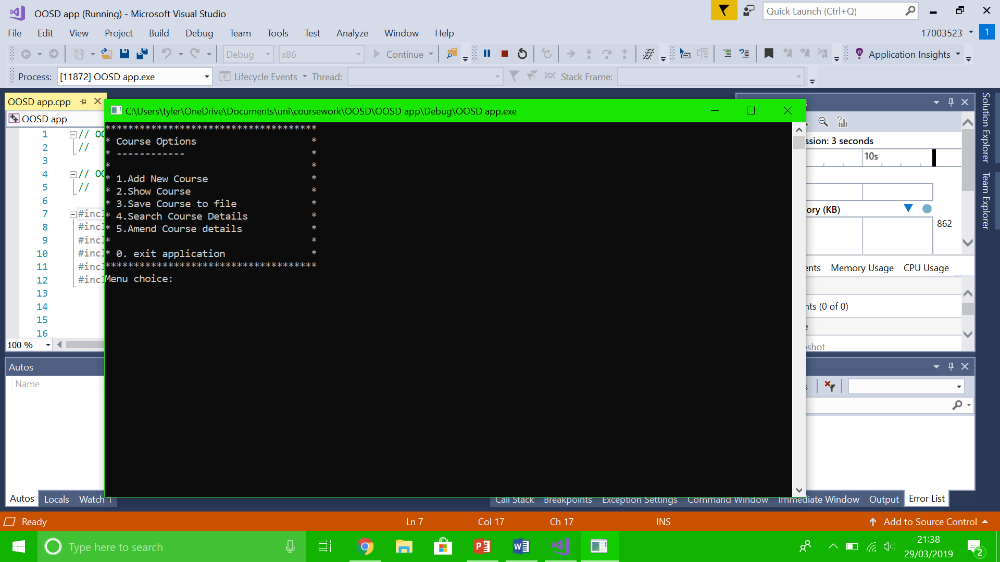 OOSD app (Running) - Microsoft Visual Studio
Quick Launch (Ctrl+Q)
File Edit View Project Build Debug Team Tools Test Analyze Window Help
17003523 1
Debug x86 Continue Application Insights
Process: [11872] OOSD app.exe Lifecycle Events Thread: Stack Frame:
OOSD app.cpp
OOSD app
C:\Users\tyler\OneDrive\Documents\uni\coursework\OOSD\OOSD app\Debug\OOSD app.exe
1 // OO
2 //
3
4 // OO
5 //
6
7 #incl
8 #incl
9 #incl
10 #incl
11 #incl
12 #incl
13
14
15
16
100 %
*************************************
* Course Options *
* ------------ *
* *
* 1.Add New Course *
* 2.Show Course *
* 3.Save Course to file *
* 4.Search Course Details *
* 5.Amend Course details *
* *
* 0. exit application *
*************************************
Menu choice:
ssion: 3 seconds
10s
ory (KB)
862
ents Memory Usage CPU Usage
nts (0 of 0)
shot
Solution Explorer
Team Explorer
Autos
Name
Autos Locals Watch 1
Call Stack Breakpoints Exception Settings Command Window Immediate Window Output Error List
Ready Ln 7 Col 17 Ch 17 INS Add to Source Control
Type here to search
21:38
29/03/2019
2